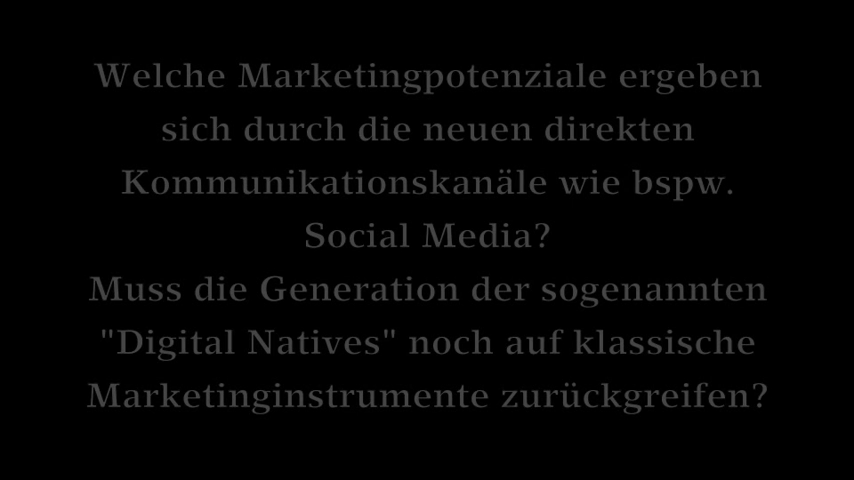 Welche Marketingpotenziale ergeben
sich durch die neuen direkten
Kommunikationskanäle wie bspw.
Social Media?
Muss die Generation der sogenannten
"Digital Natives" noch auf klassische
Marketinginstrumente zurückgreifen?